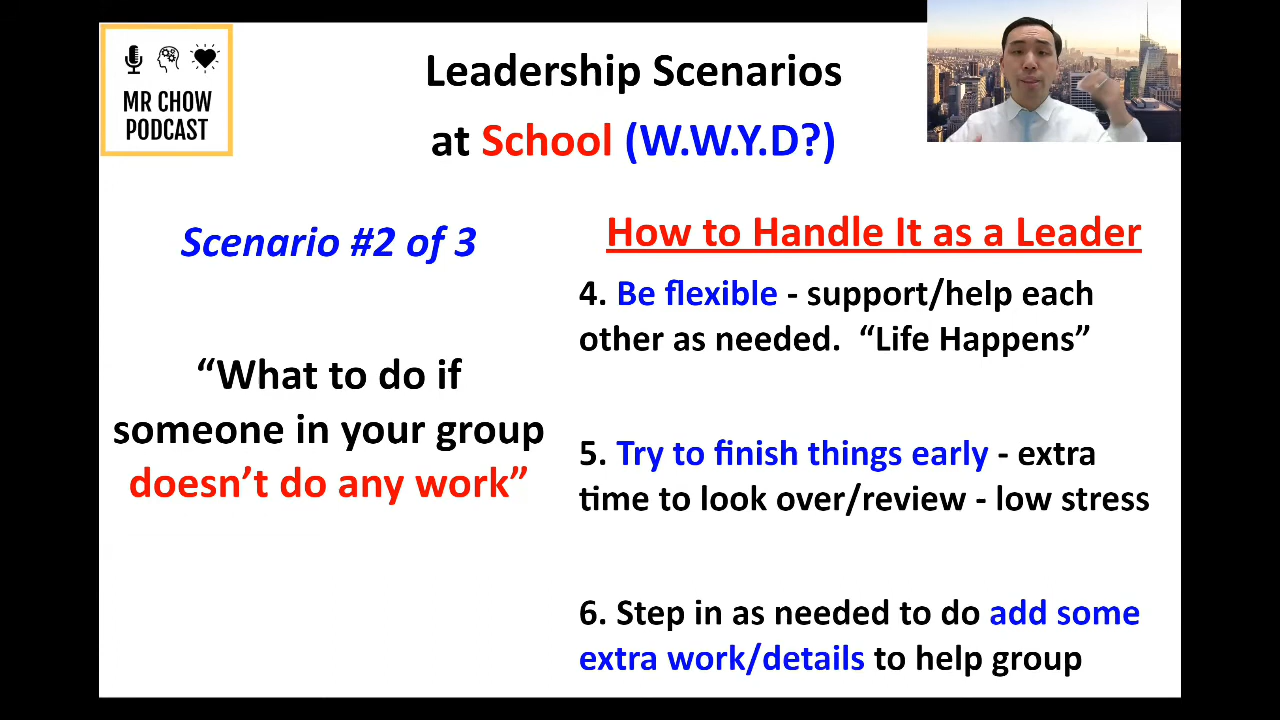 MR CHOW
PODCAST
Leadership Scenarios
at School (W.W.Y.D?)
Scenario #2 of 3
“What to do if
someone in your group
doesn’t do any work”
How to Handle It as a Leader
4. Be flexible - support/help each
other as needed. “Life Happens”
5. Try to finish things early - extra
time to look over/review - low stress
6. Step in as needed to do add some
extra work/details to help group